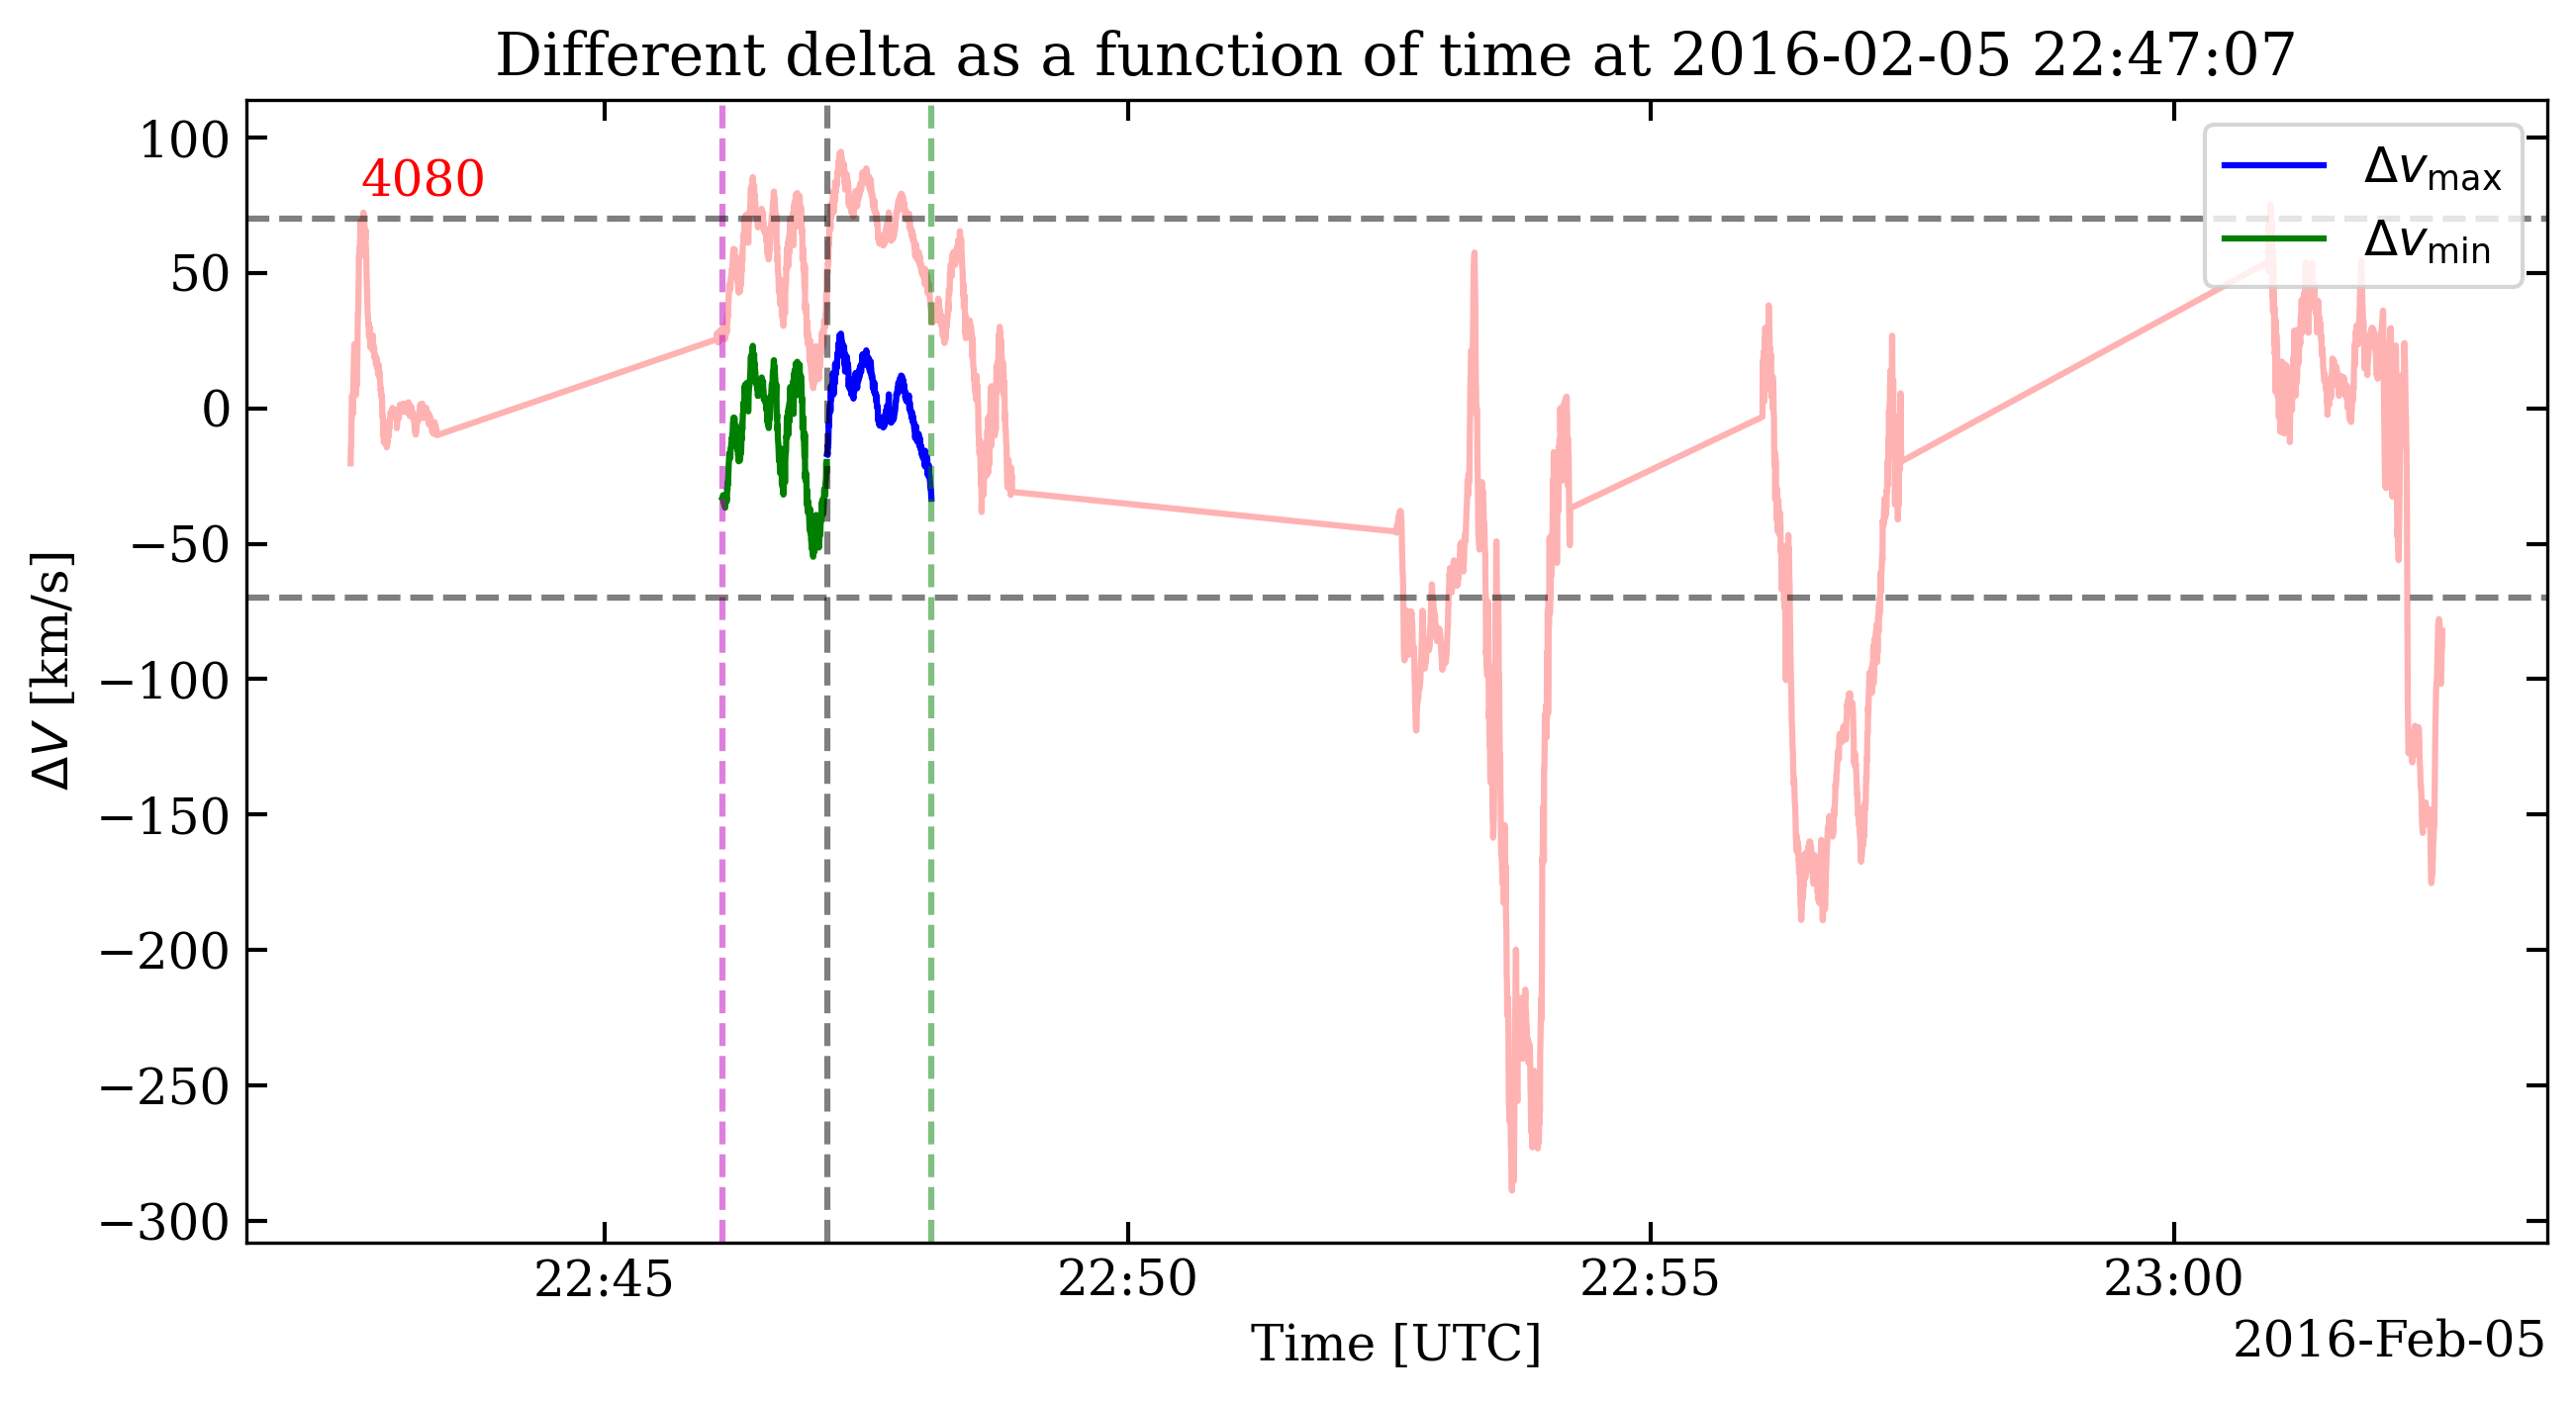 Different delta as a function of time at 2016-02-05 22:47:07
4080
Δv_max
Δv_min
100
50
0
−50
−100
−150
−200
−250
−300
ΔV [km/s]
22:45 22:50 22:55 23:00
Time [UTC]
2016-Feb-05